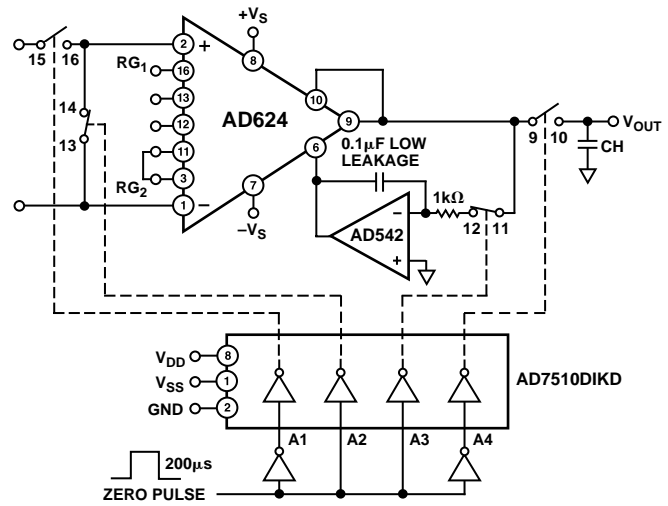 +VS
15
16
2
+
8
RG1
16
13
10
14
12
AD624
9
VOUT
9
10
13
11
6
0.1µF LOW
LEAKAGE
CH
RG2
3
7
1kΩ
1
–
–VS
–
AD542
12
11
+
VDD
8
AD7510DIKD
VSS
1
GND
2
A1
A2
A3
A4
200µs
ZERO PULSE